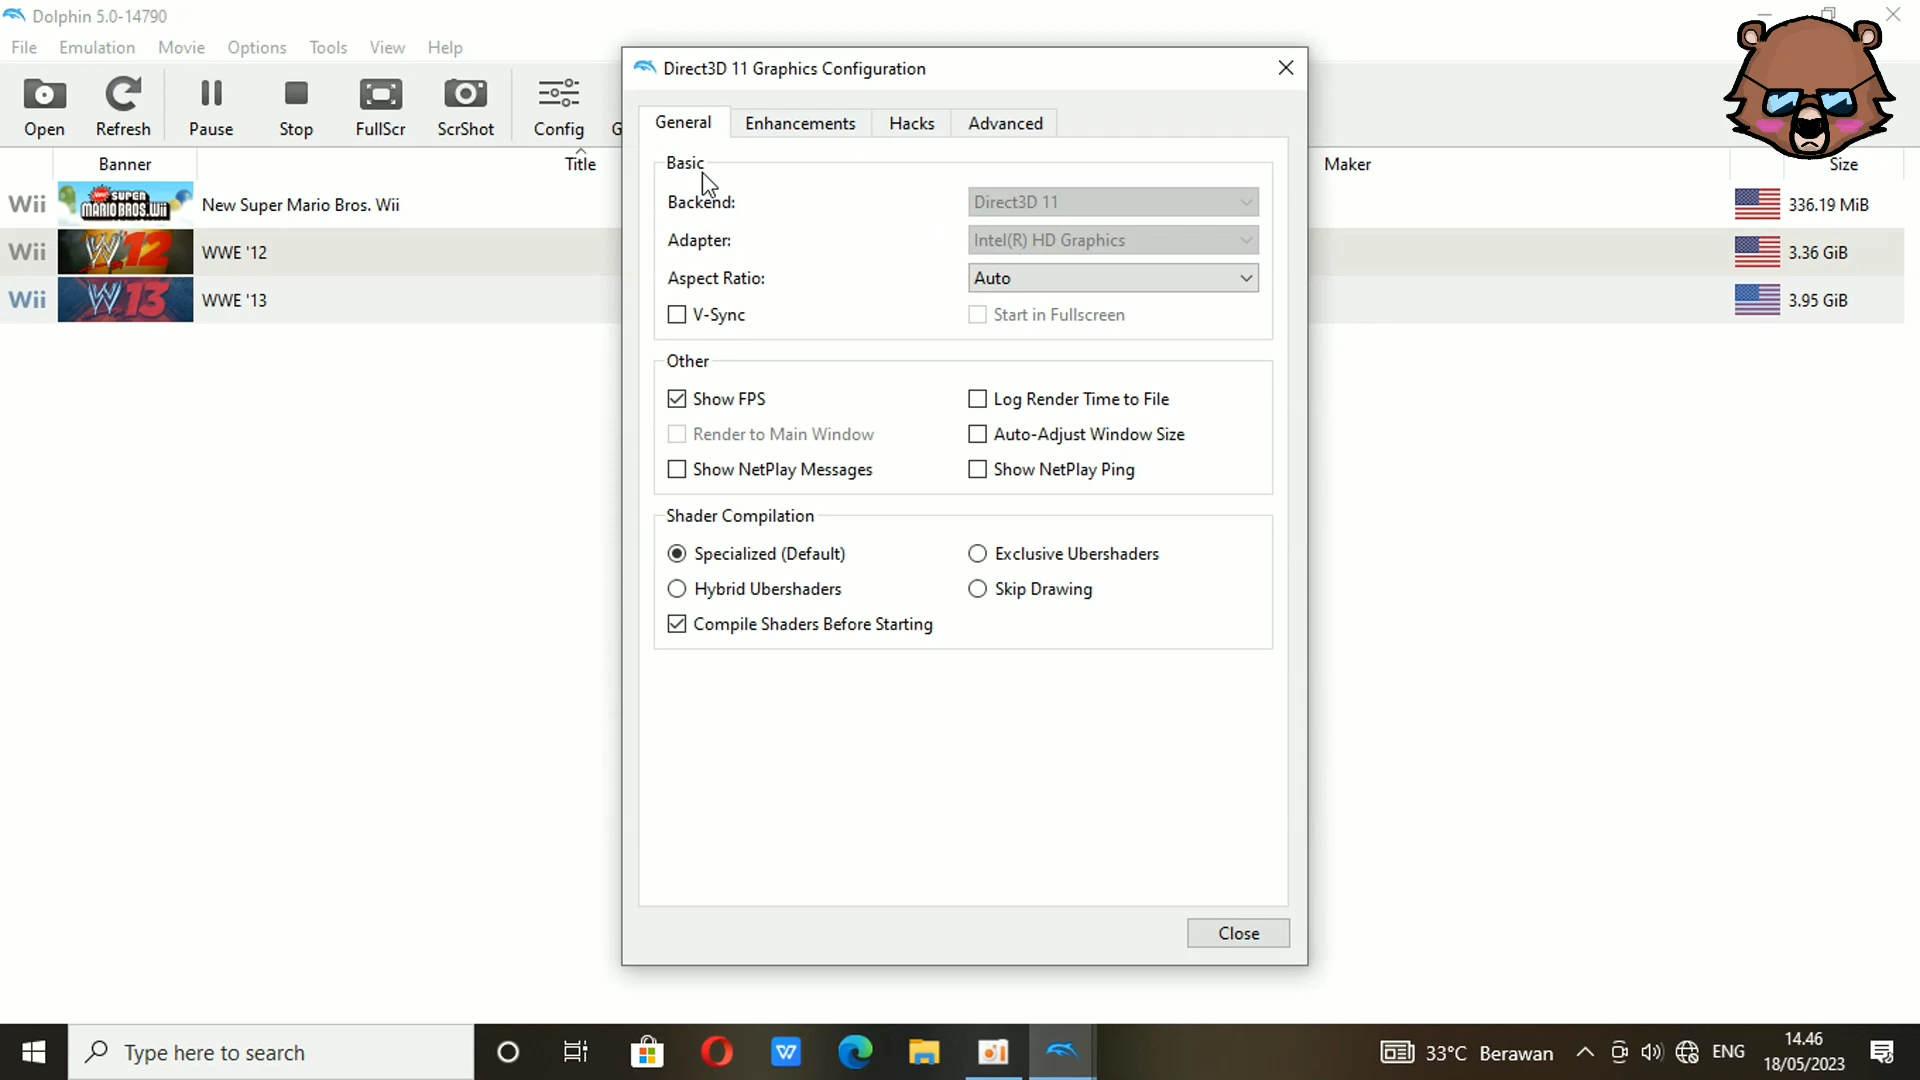 Dolphin 5.0-14790
File Emulation Movie Options Tools View Help
Open Refresh Pause Stop FullScr ScrShot Config G
Banner Title Maker Size
Wii SUPER MARIO BROS. Wii New Super Mario Bros. Wii 336.19 MiB
Wii W'12 WWE '12 3.36 GiB
Wii W'13 WWE '13 3.95 GiB
Direct3D 11 Graphics Configuration
General Enhancements Hacks Advanced
Basic
Backend: Direct3D 11
Adapter: Intel(R) HD Graphics
Aspect Ratio: Auto
V-Sync Start in Fullscreen
Other
Show FPS Log Render Time to File
Render to Main Window Auto-Adjust Window Size
Show NetPlay Messages Show NetPlay Ping
Shader Compilation
Specialized (Default) Exclusive Ubershaders
Hybrid Ubershaders Skip Drawing
Compile Shaders Before Starting
Close
Type here to search W 33°C Berawan ENG 14.46
18/05/2023